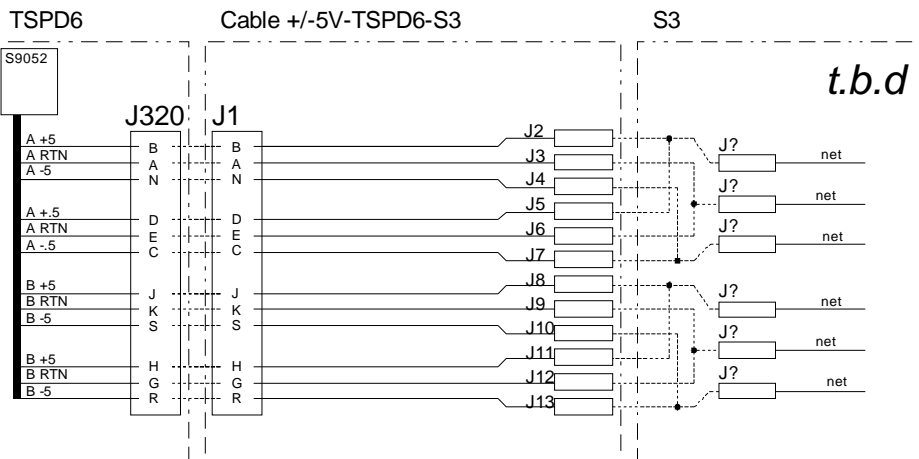 TSPD6 Cable +/-5V-TSPD6-S3 S3
S9052
t.b.d
J320 J1
A +5 B B J2 J? net
A RTN A A J3
A -5 N N J4 J? net
A +.5 D D J5
A RTN E E J6 J? net
A -.5 C C J7
B +5 J J J8 J? net
B RTN K K J9
B -5 S S J10 J? net
B +5 H H J11
B RTN G G J12 J? net
B -5 R R J13